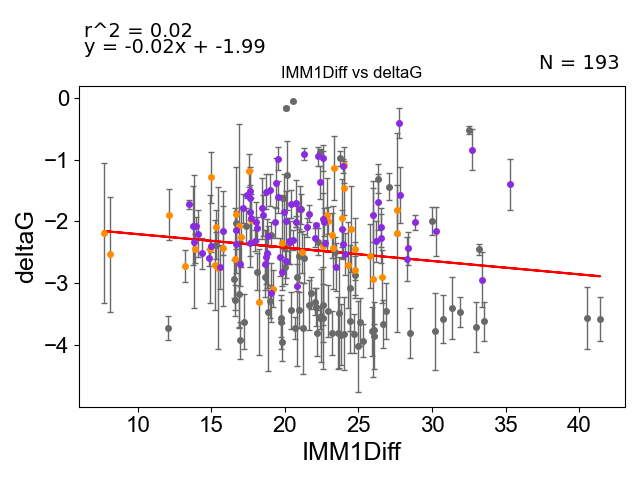 r^2 = 0.02
y = -0.02x + -1.99
N = 193
IMM1Diff vs deltaG
0
−1
−2
−3
−4
deltaG
10 15 20 25 30 35 40
IMM1Diff